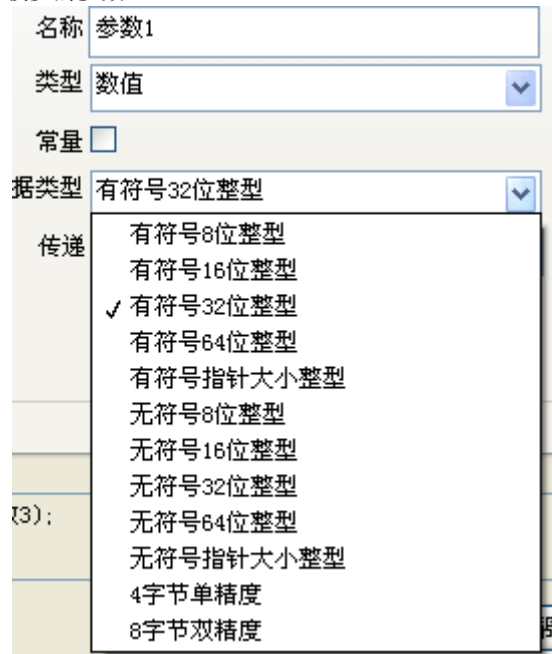 名称 参数1
类型 数值
常量
据类型 有符号32位整型
传递
有符号8位整型
有符号16位整型
✓ 有符号32位整型
有符号64位整型
有符号指针大小整型
无符号8位整型
无符号16位整型
无符号32位整型
无符号64位整型
无符号指针大小整型
4字节单精度
8字节双精度
3);